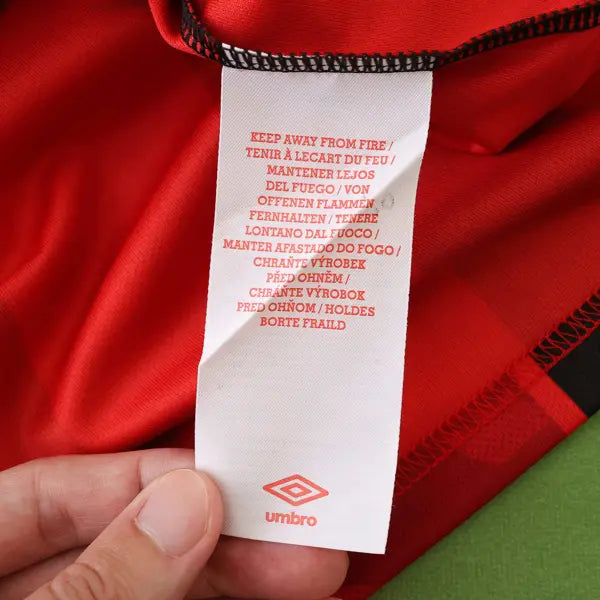 KEEP AWAY FROM FIRE /
TENIR À LECART DU FEU /
MANTENER LEJOS
DEL FUEGO / VON
OFFENEN FLAMMEN
FERNHALTEN / TENERE
LONTANO DAL FUOCO /
MANTER AFASTADO DO FOGO /
CHRAŇTE VÝROBEK
PŘED OHNĚM /
CHRÁŇTE VÝROBOK
PRED OHŇOM / HOLDES
BORTE FRAILD
umbro